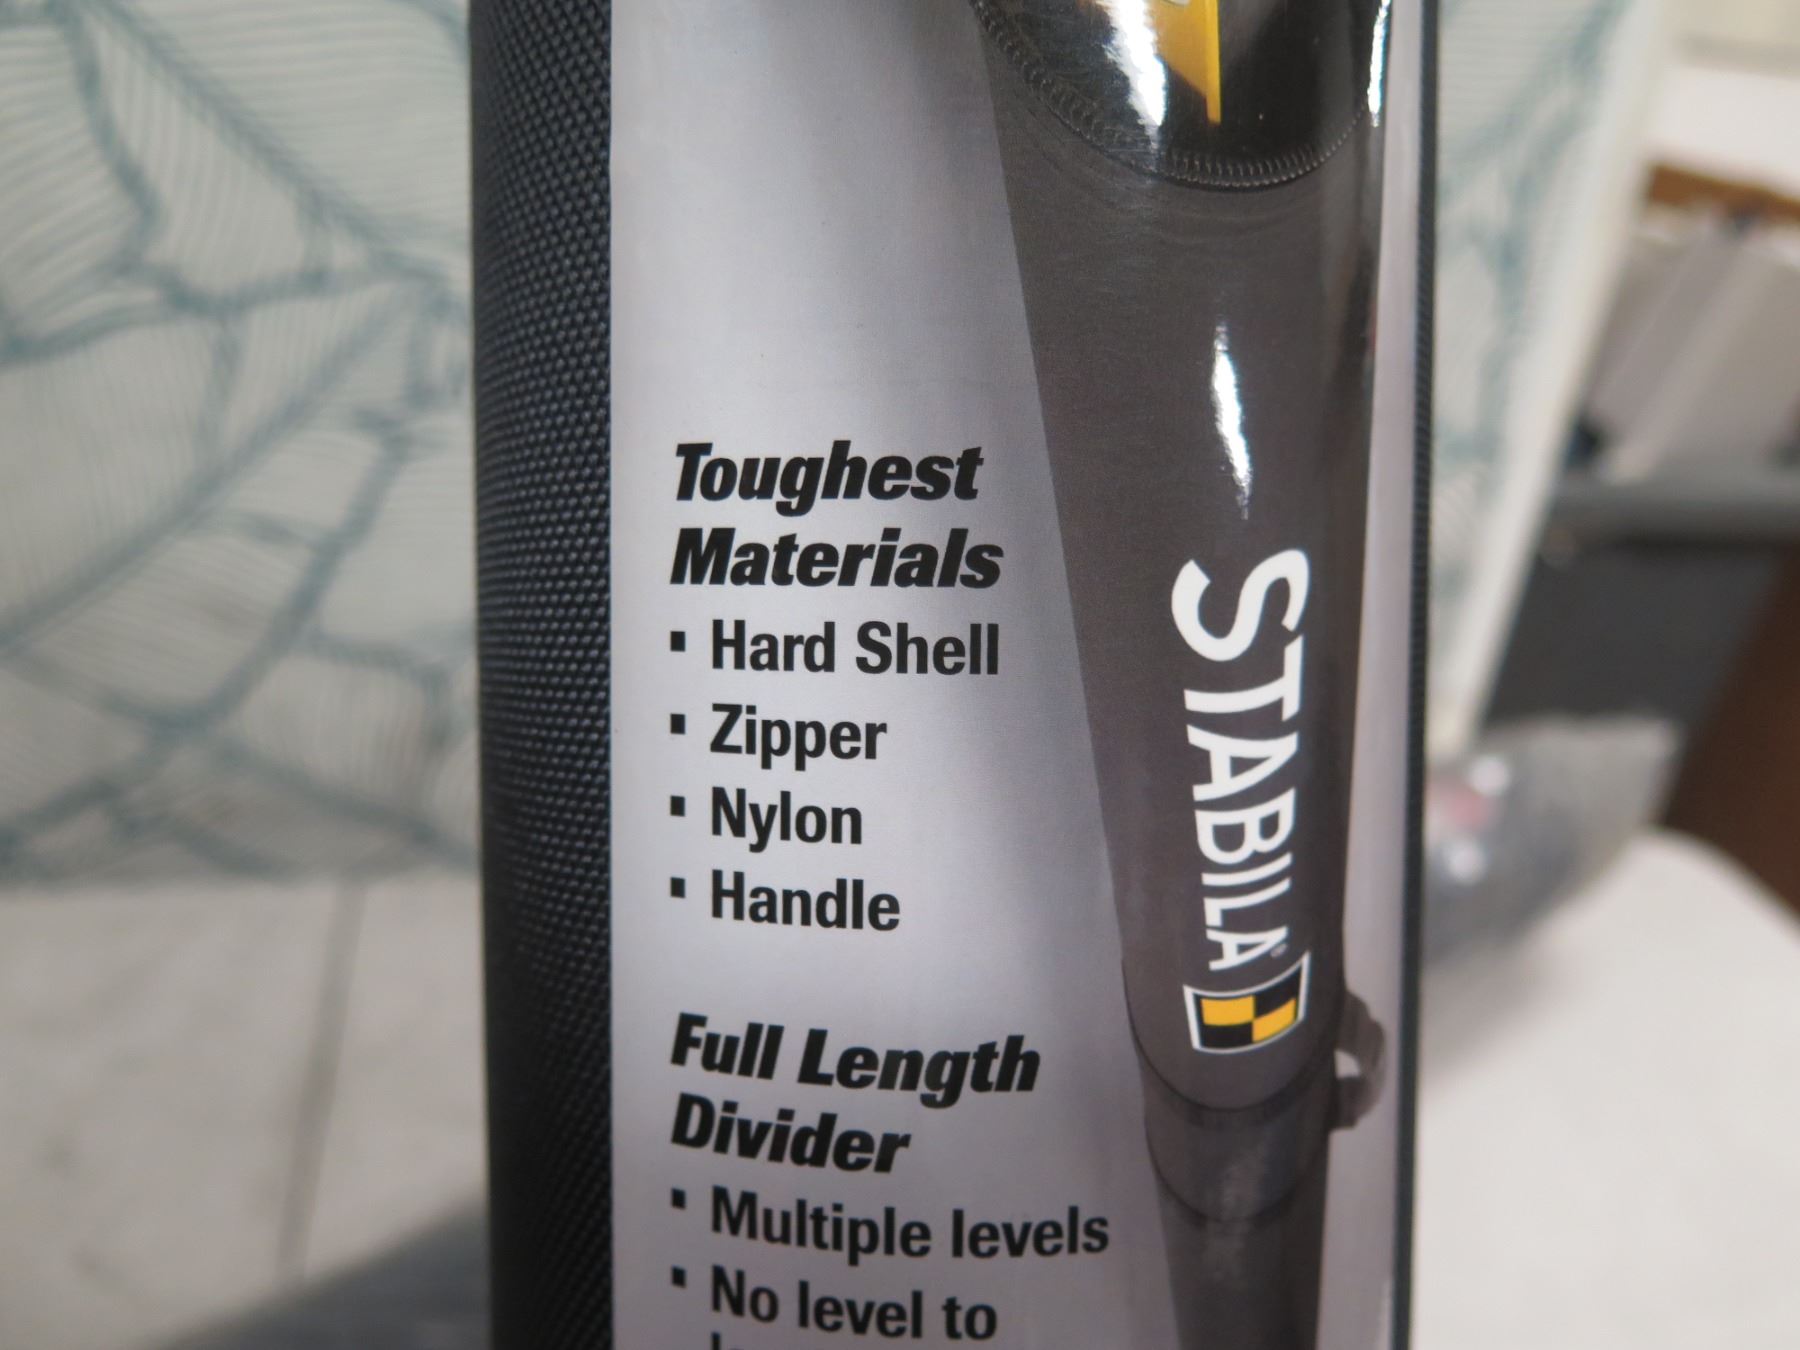 Toughest
Materials
▪ Hard Shell
▪ Zipper
▪ Nylon
▪ Handle
Full Length
Divider
▪ Multiple levels
▪ No level to
STABILA®